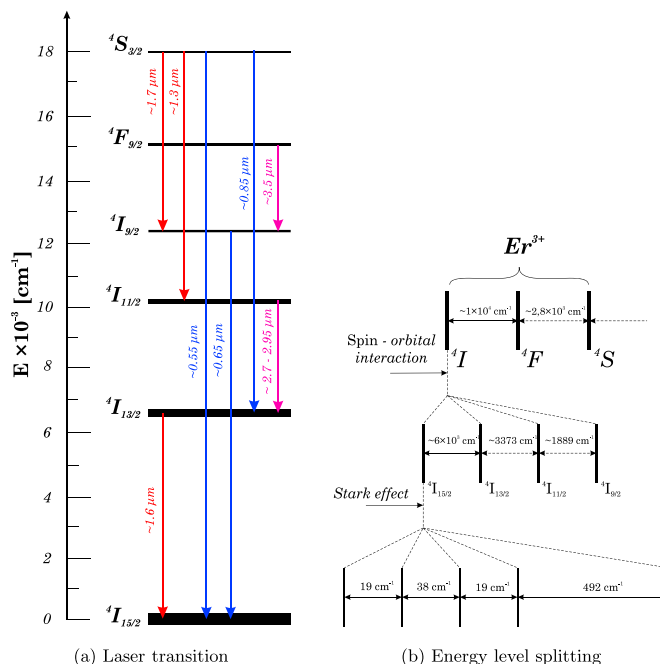 E ×10⁻³ [cm⁻¹]
18
16
14
12
10
8
6
4
2
0
⁴S₃/₂
⁴F₉/₂
⁴I₉/₂
⁴I₁₁/₂
⁴I₁₃/₂
⁴I₁₅/₂
~1.7 μm
~1.3 μm
~0.85 μm
~3.5 μm
~0.55 μm
~0.65 μm
~ 2.7 - 2.95 μm
~1.6 μm
(a) Laser transition
Er³⁺
~1×10⁴ cm⁻¹
~2,8×10³ cm⁻¹
⁴I
⁴F
⁴S
Spin - orbital
interaction
~6×10³ cm⁻¹
~3373 cm⁻¹
~1889 cm⁻¹
⁴I₁₅/₂
⁴I₁₃/₂
⁴I₁₁/₂
⁴I₉/₂
Stark effect
19 cm⁻¹
38 cm⁻¹
19 cm⁻¹
492 cm⁻¹
(b) Energy level splitting